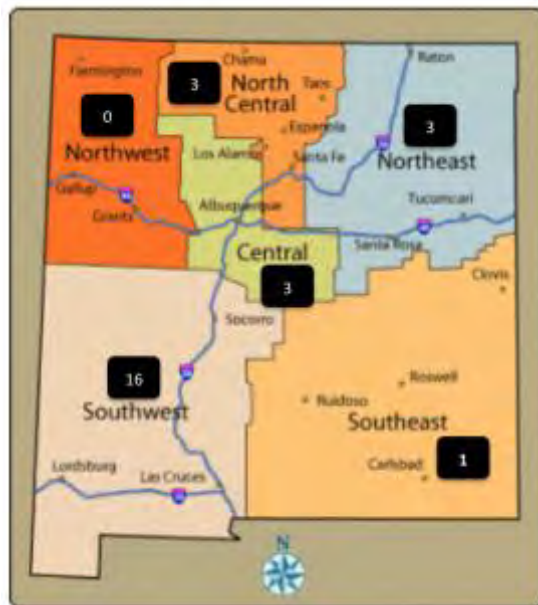 Farmington
Chama
Raton
3
North
Central
Taos
0
Northwest
Española
3
Northeast
Los Alamos
Santa Fe
Gallup
Grants
Albuquerque
Tucumcari
Santa Rosa
Central
3
Clovis
Socorro
16
Southwest
Roswell
Ruidoso
Southeast
1
Lordsburg
Las Cruces
Carlsbad
N